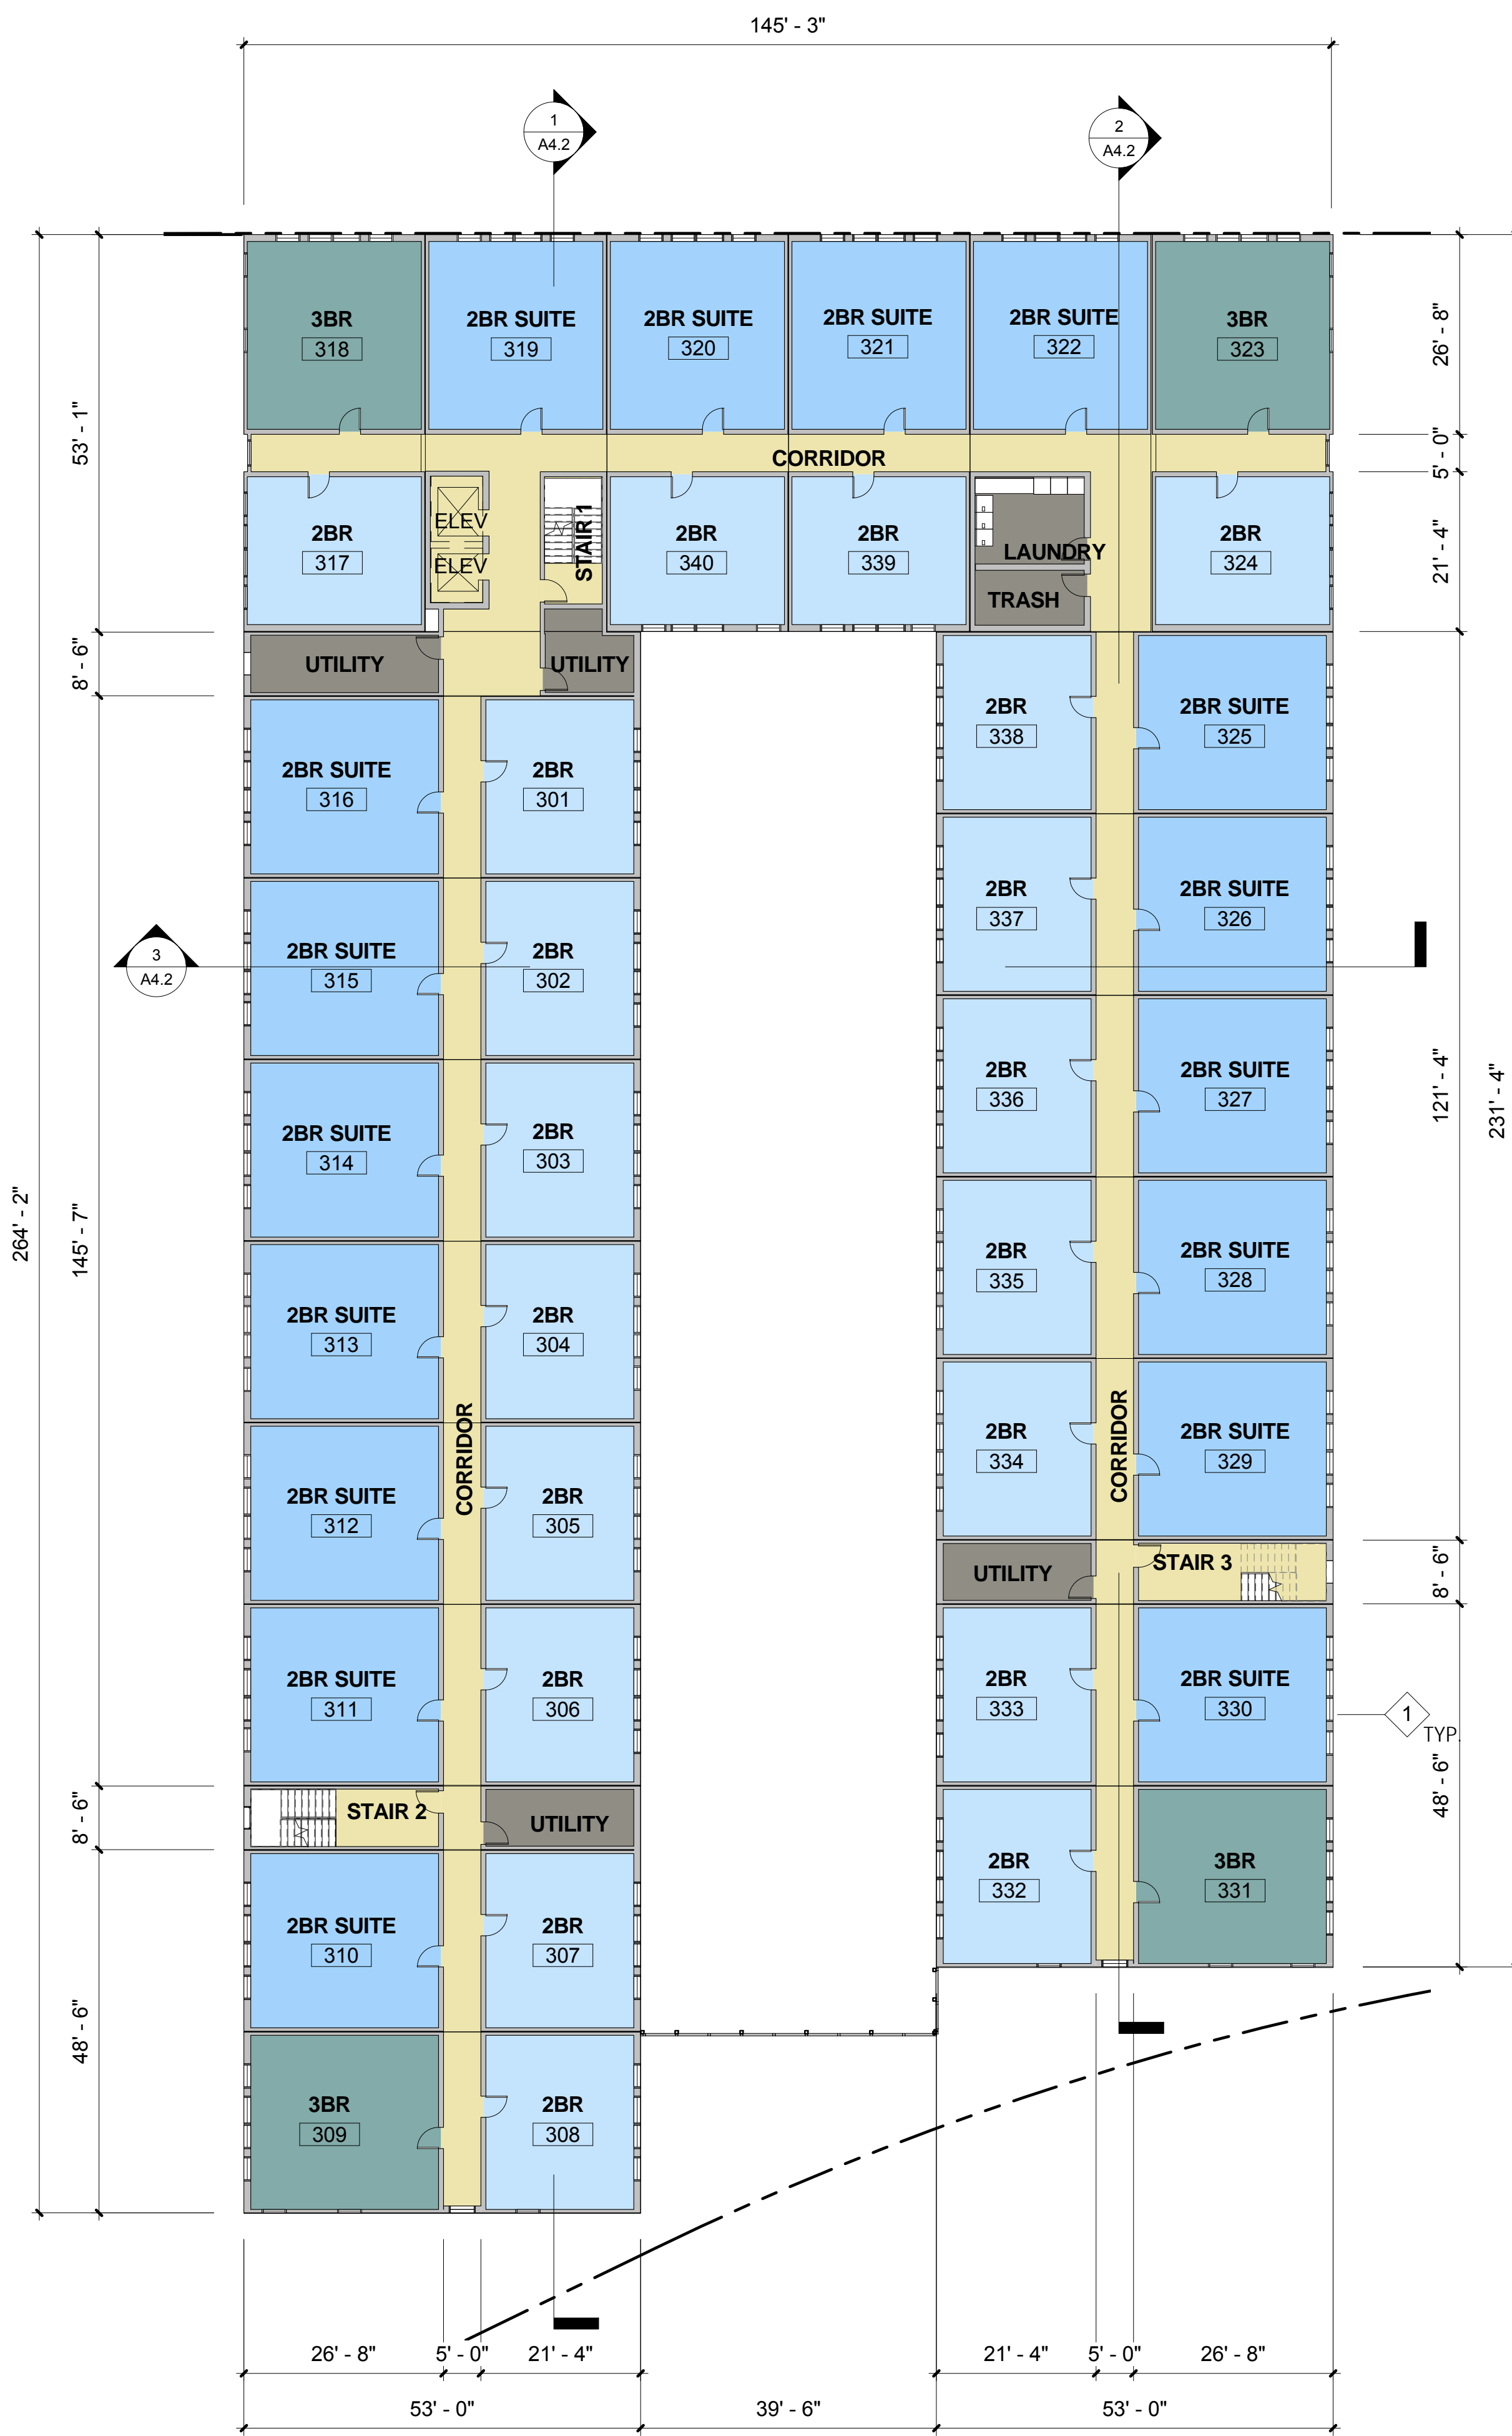 145' - 3"
1
A4.2
2
A4.2
3BR
318
2BR SUITE
319
2BR SUITE
320
2BR SUITE
321
2BR SUITE
322
3BR
323
26' - 8"
53' - 1"
CORRIDOR
5' - 0"
2BR
317
ELEV
ELEV
STAIR 1
2BR
340
2BR
339
LAUNDRY
TRASH
2BR
324
21' - 4"
8' - 6"
UTILITY
UTILITY
2BR
338
2BR SUITE
325
2BR SUITE
316
2BR
301
2BR
337
2BR SUITE
326
3
A4.2
2BR SUITE
315
2BR
302
2BR
336
2BR SUITE
327
121' - 4"
231' - 4"
2BR SUITE
314
2BR
303
264' - 2"
145' - 7"
2BR
335
2BR SUITE
328
2BR SUITE
313
2BR
304
CORRIDOR
2BR
334
CORRIDOR
2BR SUITE
329
2BR SUITE
312
2BR
305
UTILITY
STAIR 3
8' - 6"
2BR SUITE
311
2BR
306
2BR
333
2BR SUITE
330
1
TYP.
48' - 6"
8' - 6"
STAIR 2
UTILITY
2BR
332
3BR
331
2BR SUITE
310
2BR
307
48' - 6"
3BR
309
2BR
308
26' - 8"
5' - 0"
21' - 4"
21' - 4"
5' - 0"
26' - 8"
53' - 0"
39' - 6"
53' - 0"